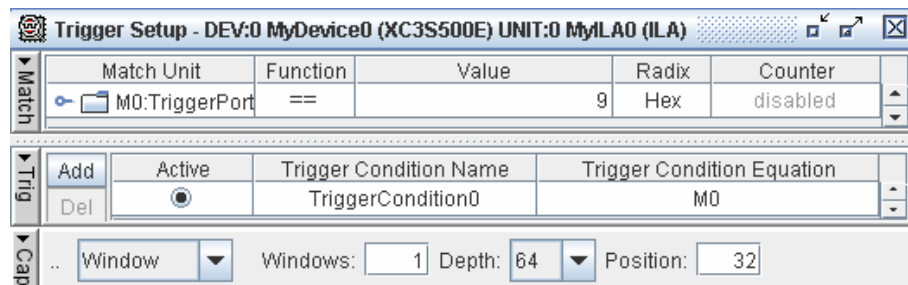 Trigger Setup - DEV:0 MyDevice0 (XC3S500E) UNIT:0 MyILA0 (ILA)
Match
Match Unit Function Value Radix Counter
M0:TriggerPort == 9 Hex disabled
Trig
Add Active Trigger Condition Name Trigger Condition Equation
Del TriggerCondition0 M0
Cap
.. Window Windows: 1 Depth: 64 Position: 32